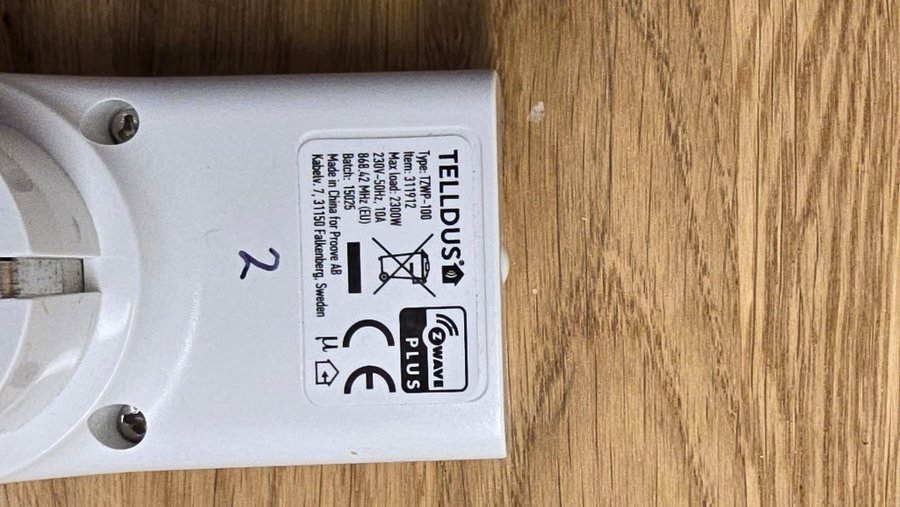 TELLDUS
Type: TZWP-100
Item: 311912
Max load: 2300W
230V~50Hz, 10A
868.42 MHz (EU)
Batch: 15025
Made in China for Proove AB
Kabelv. 7, 31150 Falkenberg, Sweden
Z WAVE
PLUS
CE
µ
2